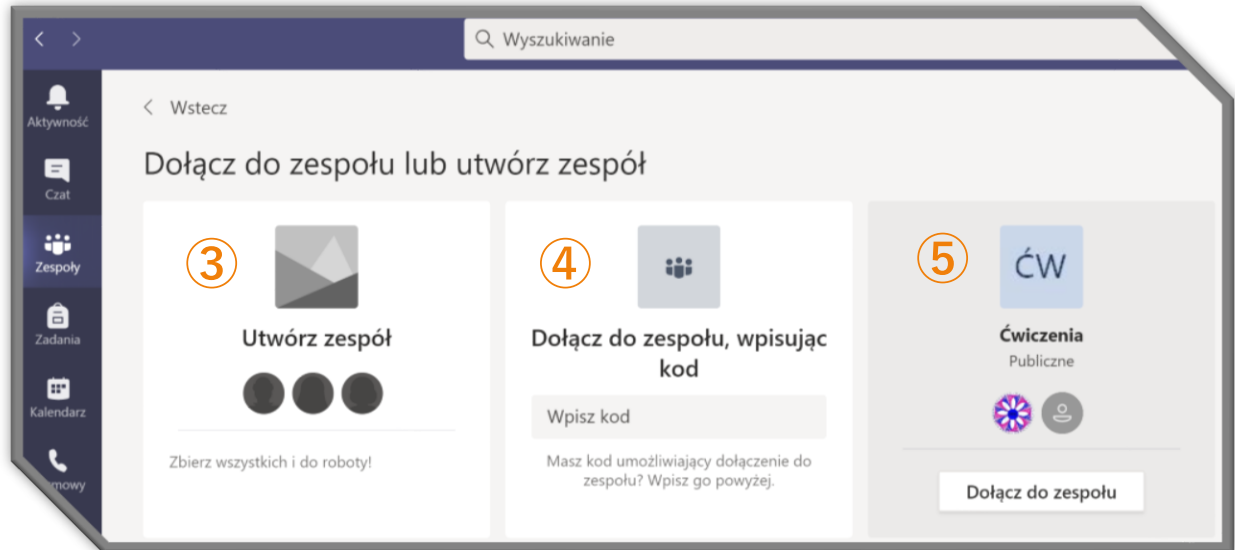 Wyszukiwanie
Aktywność
Czat
Zespoły
Zadania
Kalendarz
Wstecz
Dołącz do zespołu lub utwórz zespół
③
Utwórz zespół
Zbierz wszystkich i do roboty!
④
Dołącz do zespołu, wpisując
kod
Wpisz kod
Masz kod umożliwiający dołączenie do
zespołu? Wpisz go powyżej.
⑤
ĆW
Ćwiczenia
Publiczne
Dołącz do zespołu